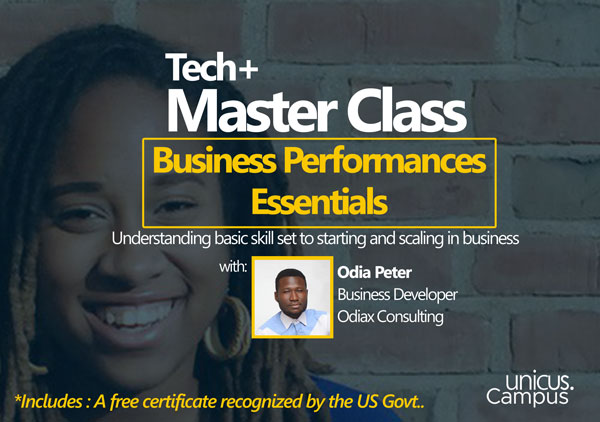 Tech+
Master Class
Business Performances
Essentials
Understanding basic skill set to starting and scaling in business
with:
Odia Peter
Business Developer
Odiax Consulting
*Includes : A free certificate recognized by the US Govt..
unicus.
Campus